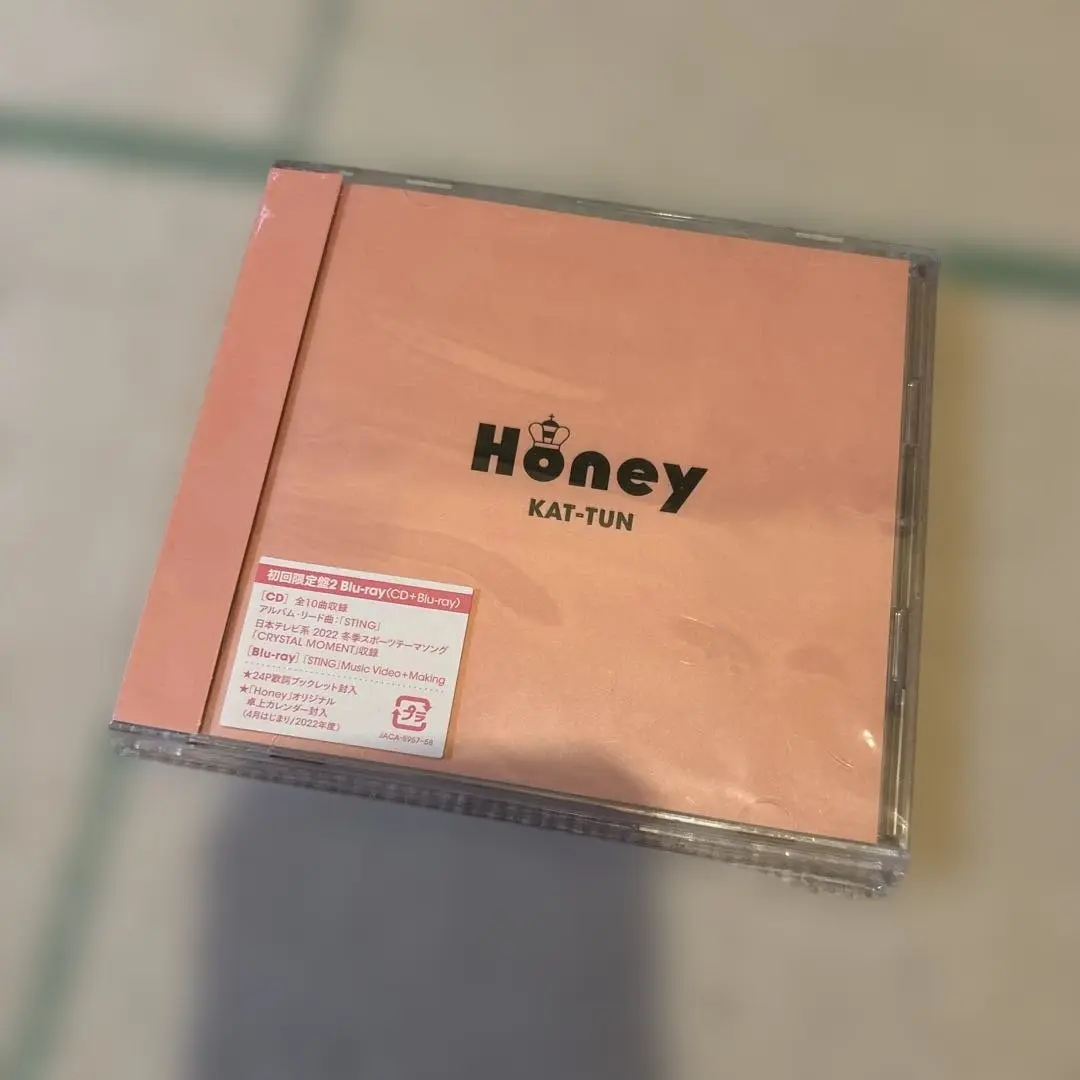 Honey
KAT-TUN
初回限定盤2 Blu-ray(CD+Blu-ray)
[CD] 全10曲収録
アルバム・リード曲:「STING」
日本テレビ系 2022 冬季スポーツテーマソング
「CRYSTAL MOMENT」収録
[Blu-ray]「STING」Music Video+Making
★24P歌詞ブックレット封入
★「Honey」オリジナル
卓上カレンダー封入
(4月はじまり/2022年度)
プラ
JACA-5957~58